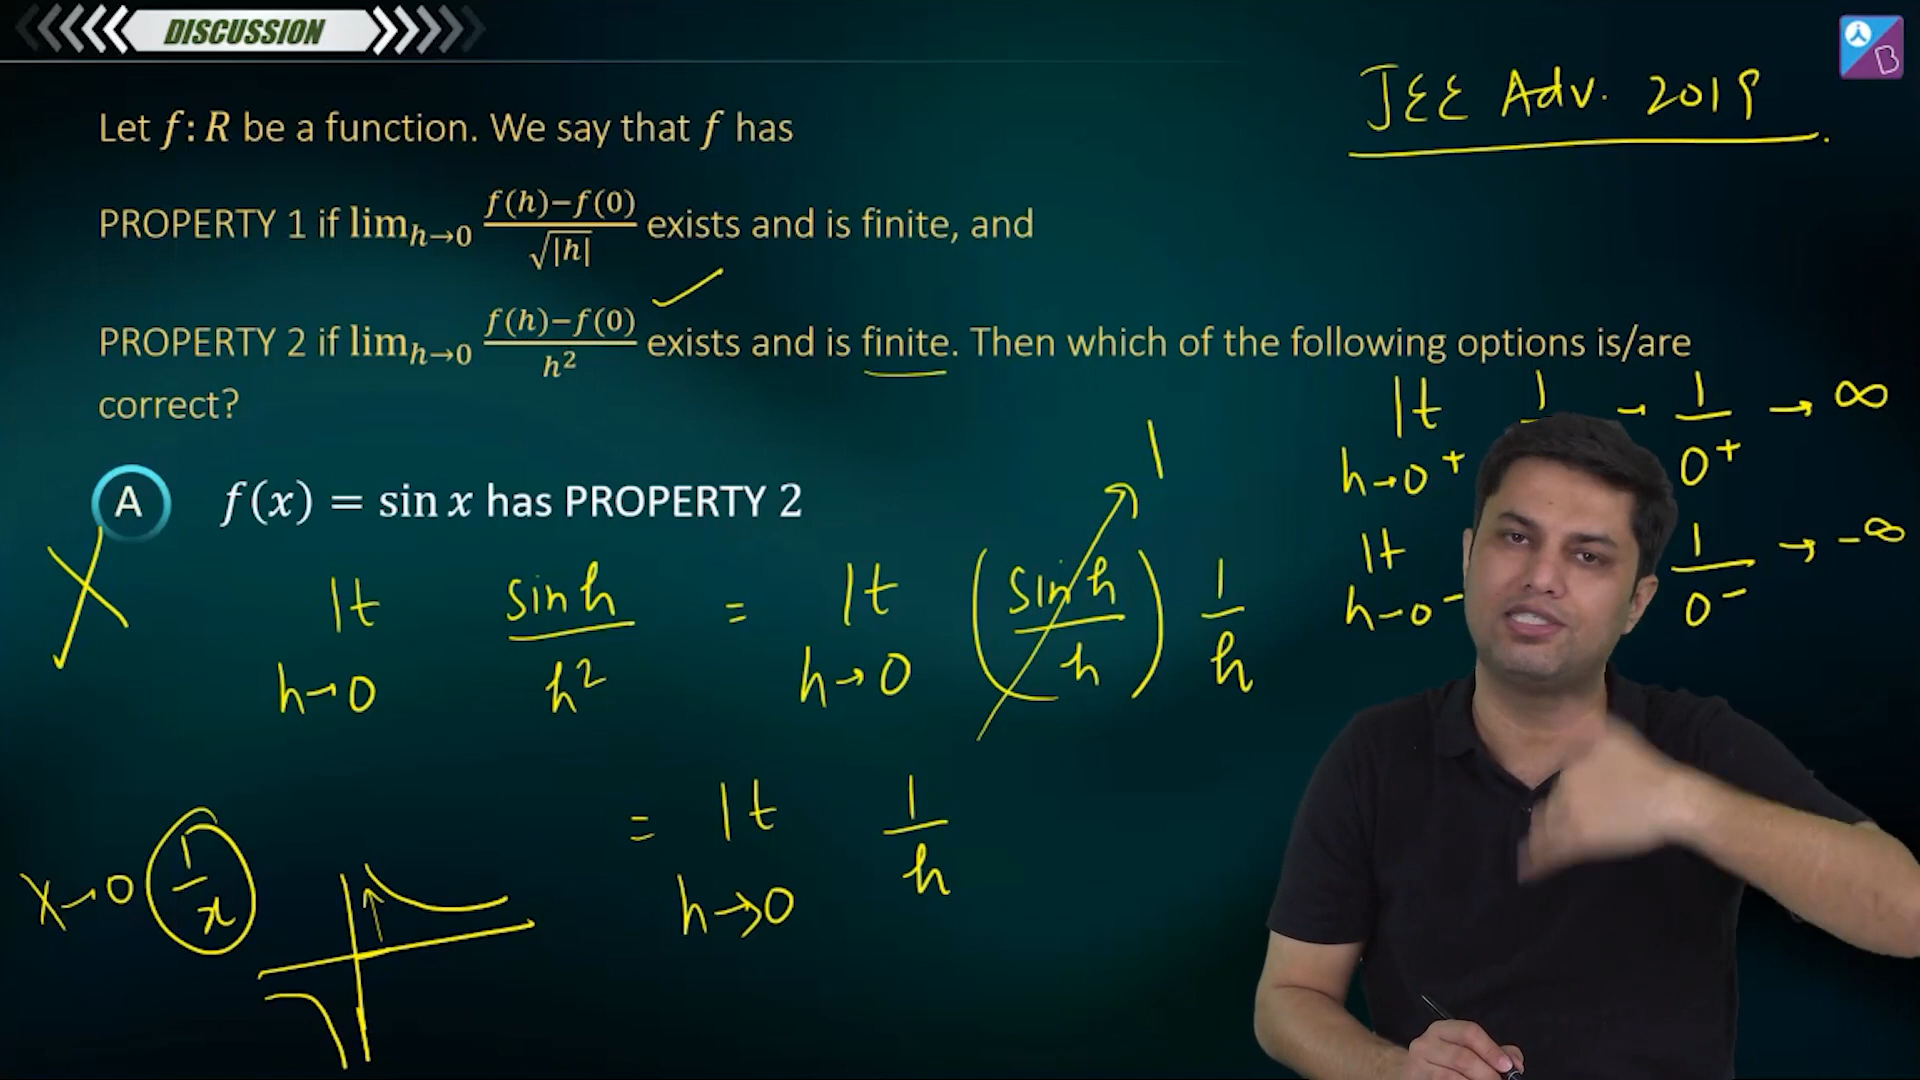 DISCUSSION
B
JEE Adv. 2019
Let f: R be a function. We say that f has
PROPERTY 1 if lim_{h→0} (f(h)−f(0))/√|h| exists and is finite, and
PROPERTY 2 if lim_{h→0} (f(h)−f(0))/h² exists and is finite. Then which of the following options is/are
correct?
A f(x) = sin x has PROPERTY 2
lt h→0 sin h/h² = lt h→0 (sin h/h) 1/h
1
= lt h→0 1/h
x→0 1/x
lt h→0+ 1 → 1/0+ → ∞
lt h→0− 1/0− → −∞